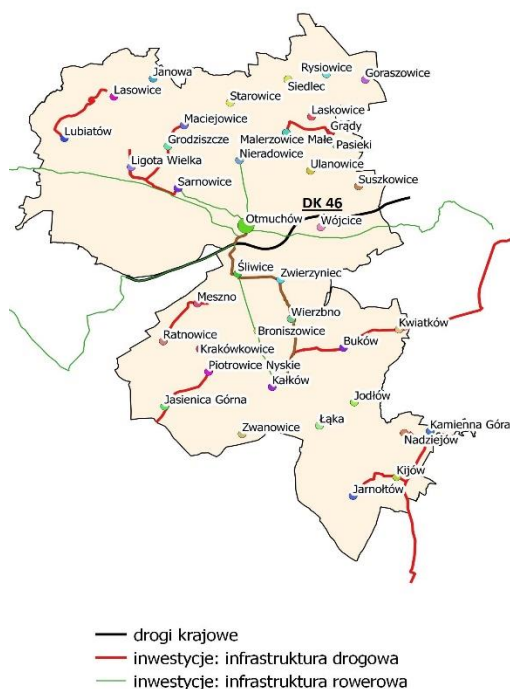 Janowa
Rysiowice
Goraszowice
Siedlec
Lasowice
Starowice
Laskowice
Maciejowice
Grądy
Lubiatów
Grodziszcze
Malerzowice Małe
Pasieki
Nieradowice
Ligota Wielka
Ulanowice
Sarnowice
Suszkowice
DK 46
Otmuchów
Wójcice
Śliwice
Zwierzyniec
Meszno
Wierzbno
Kwiatków
Broniszowice
Ratnowice
Buków
Krakówkowice
Piotrowice Nyskie
Kałków
Jasienica Górna
Jodłów
Łąka
Zwanowice
Kamienna Góra
Nadziejów
Kijów
Jarnołtów
drogi krajowe
inwestycje: infrastruktura drogowa
inwestycje: infrastruktura rowerowa